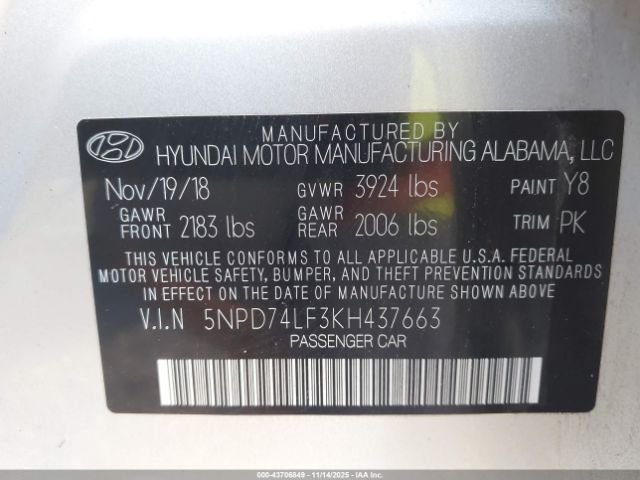 MANUFACTURED BY
HYUNDAI MOTOR MANUFACTURING ALABAMA, LLC
Nov/19/18 GVWR 3924 lbs PAINT Y8
GAWR FRONT 2183 lbs GAWR REAR 2006 lbs TRIM PK
THIS VEHICLE CONFORMS TO ALL APPLICABLE U.S.A. FEDERAL
MOTOR VEHICLE SAFETY, BUMPER, AND THEFT PREVENTION STANDARDS
IN EFFECT ON THE DATE OF MANUFACTURE SHOWN ABOVE
V.I.N 5NPD74LF3KH437663
PASSENGER CAR
000-43706849 - 11/14/2025 - IAA Inc.